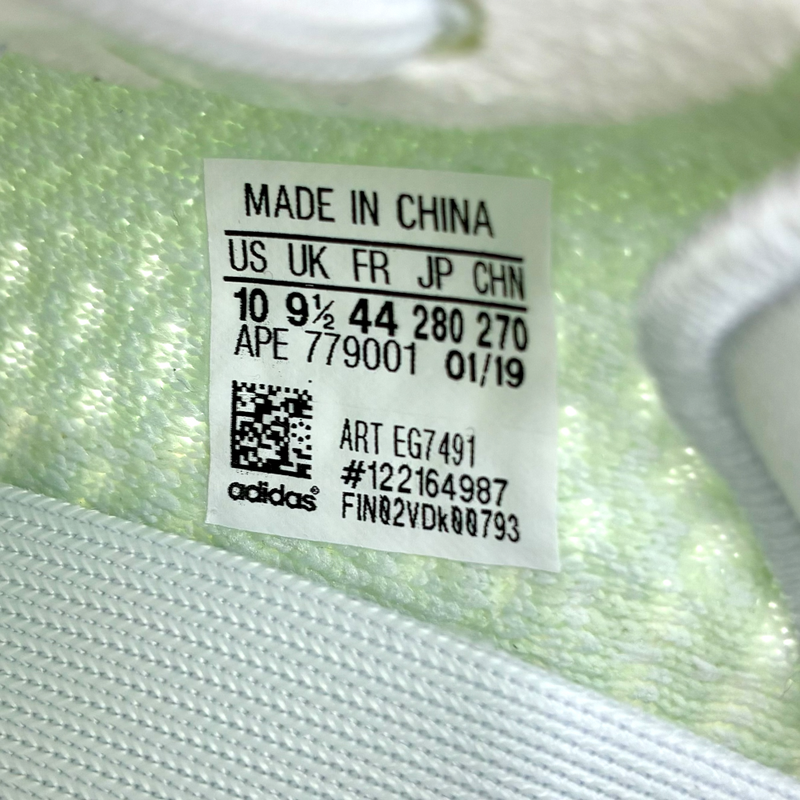 MADE IN CHINA
US UK FR JP CHN
10 9½ 44 280 270
APE 779001 01/19
ART EG7491
#122164987
adidas®
FIN02VDk00793